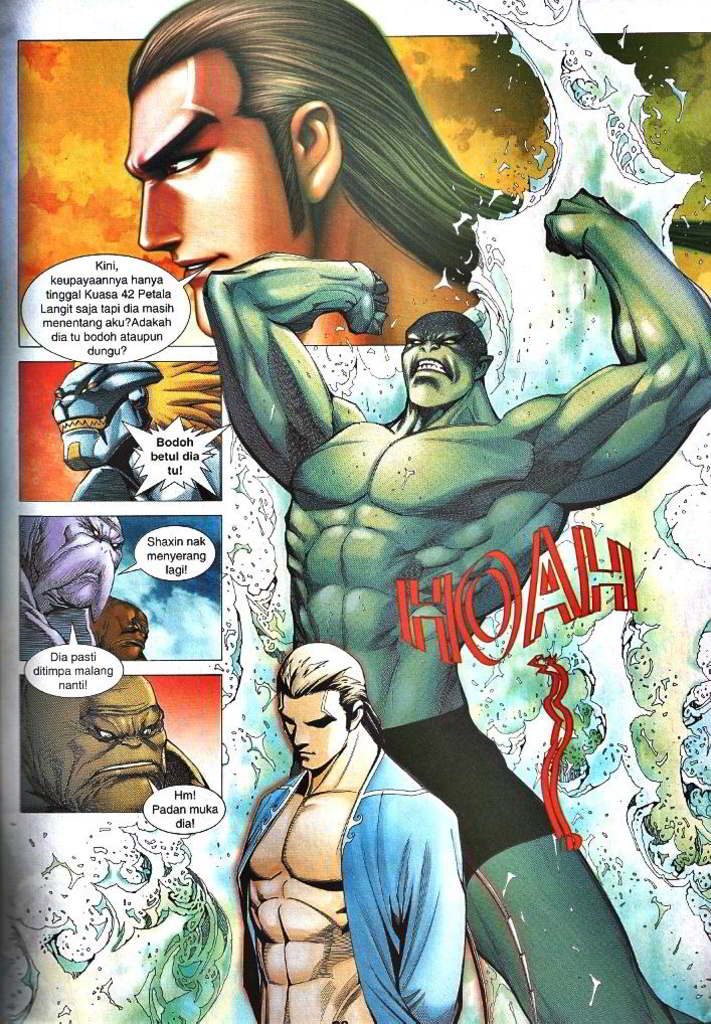 Kini,
keupayaannya hanya
tinggal Kuasa 42 Petala
Langit saja tapi dia masih
menentang aku?Adakah
dia tu bodoh ataupun
dungu?
Bodoh
betul dia
tu!
Shaxin nak
menyerang
lagi!
Dia pasti
ditimpa malang
nanti!
Hm!
Padan muka
dia!
HOAH